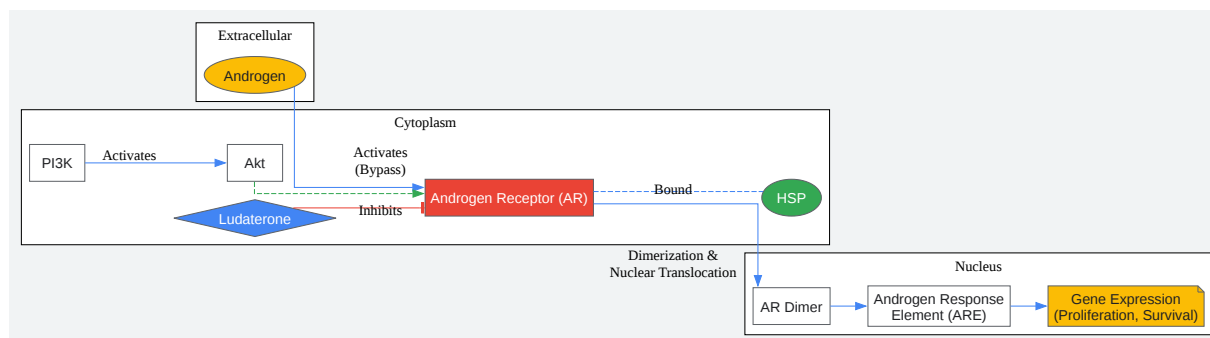 Extracellular
Androgen
Cytoplasm
PI3K
Activates
Akt
Activates
(Bypass)
Androgen Receptor (AR)
Bound
HSP
Ludaterone
Inhibits
Dimerization &
Nuclear Translocation
Nucleus
AR Dimer
Androgen Response
Element (ARE)
Gene Expression
(Proliferation, Survival)